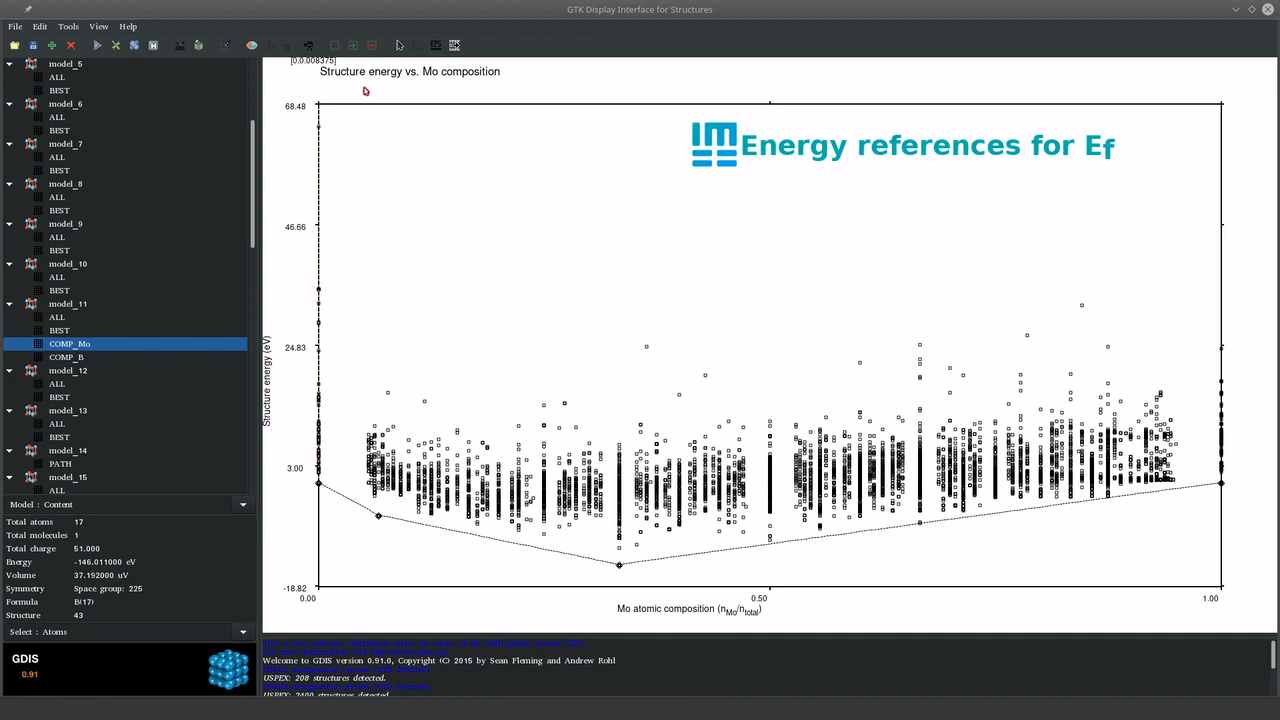 GTK Display Interface for Structures
File Edit Tools View Help
model_5
ALL
BEST
model_6
ALL
BEST
model_7
ALL
BEST
model_8
ALL
BEST
model_9
ALL
BEST
model_10
ALL
BEST
model_11
ALL
BEST
COMP_Mo
COMP_B
model_12
ALL
BEST
model_13
ALL
BEST
model_14
PATH
model_15
ALL
Model : Content
Total atoms 17
Total molecules 1
Total charge 51.000
Energy -146.011000 eV
Volume 37.192000 uV
Symmetry Space group: 225
Formula B(17)
Structure 43
Select : Atoms
GDIS
0.91
[0,0.008375]
Structure energy vs. Mo composition
IM Energy references for Ef
68.48
46.66
24.83
3.00
-18.82
Structure energy (eV)
0.00 0.50 1.00
Mo atomic composition (nMo/ntotal)
Welcome to GDIS version 0.91.0, Copyright (C) 2015 by Sean Fleming and Andrew Rohl
USPEX: 208 structures detected.
USPEX: 2400 structures detected.